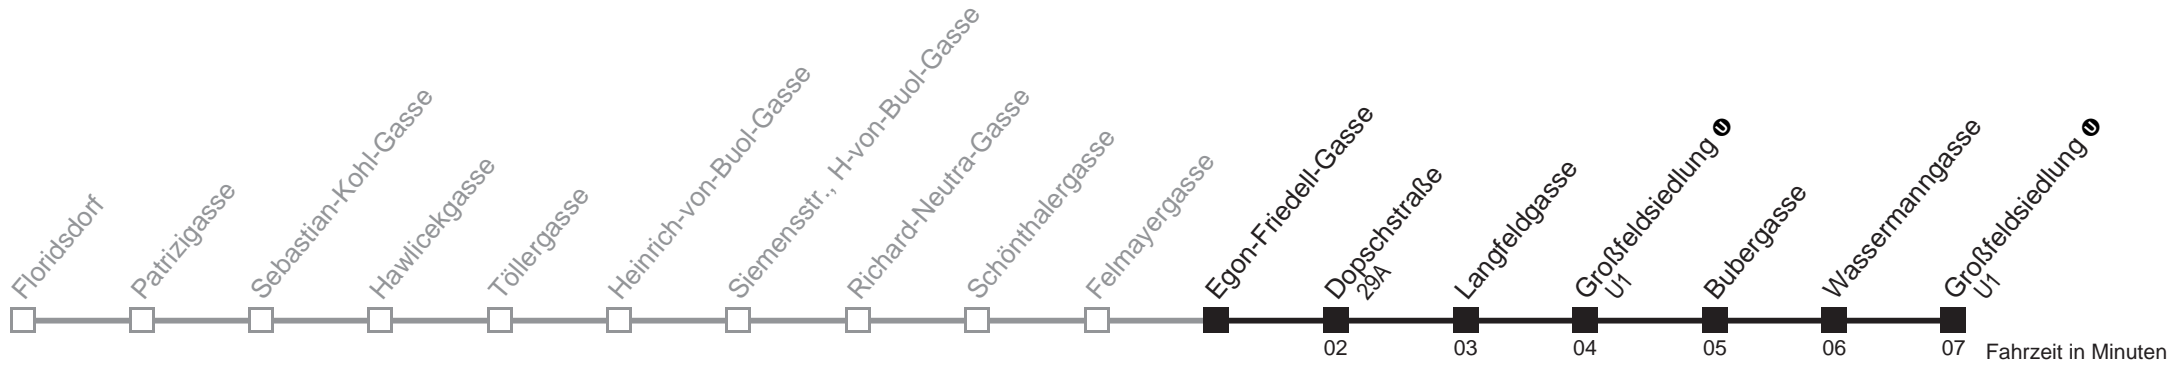 Floridsdorf
Patrizigasse
Sebastian-Kohl-Gasse
Hawlicekgasse
Töllergasse
Heinrich-von-Buol-Gasse
Siemensstr., H-von-Buol-Gasse
Richard-Neutra-Gasse
Schönthalergasse
Felmayergasse
Egon-Friedell-Gasse
Dopschstraße
29A
Langfeldgasse
Großfeldsiedlung U
U1
Bubergasse
Wassermanngasse
Großfeldsiedlung U
U1
02 03 04 05 06 07 Fahrzeit in Minuten